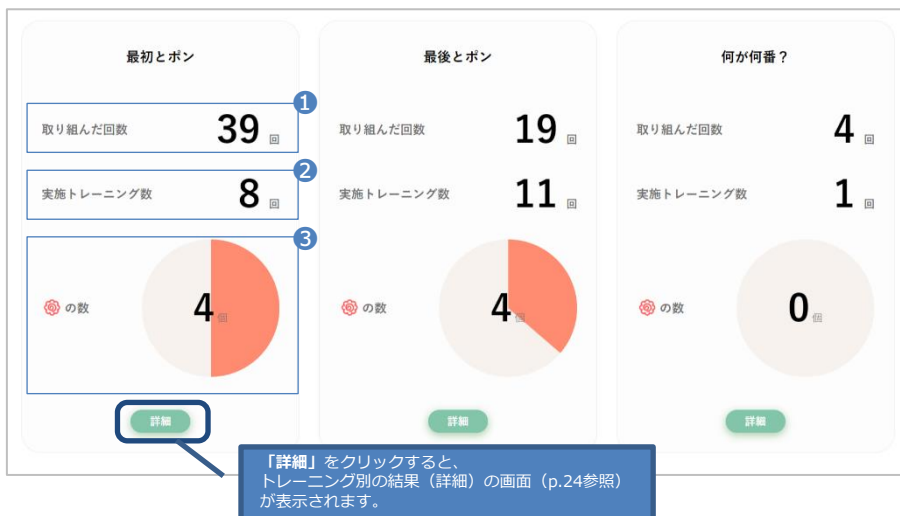 最初とポン
1
取り組んだ回数 39 回
2
実施トレーニング数 8 回
3
の数 4 個
詳細
最後とポン
取り組んだ回数 19 回
実施トレーニング数 11 回
の数 4 個
詳細
何が何番？
取り組んだ回数 4 回
実施トレーニング数 1 回
の数 0 個
詳細
「詳細」をクリックすると、
トレーニング別の結果（詳細）の画面（p.24参照）
が表示されます。